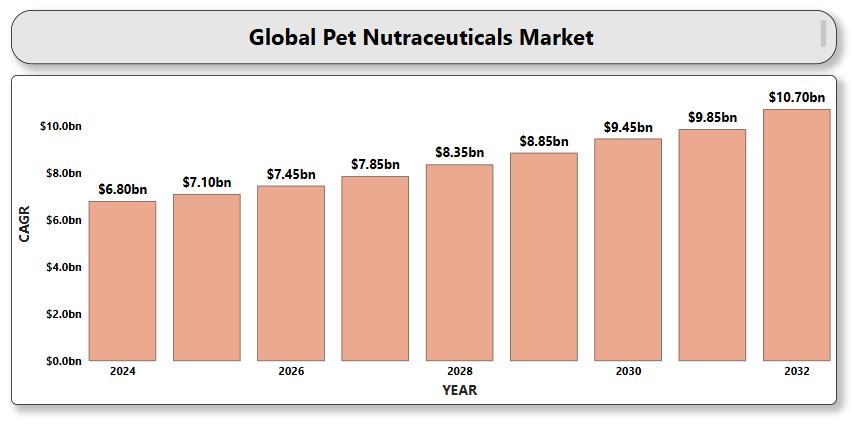 Global Pet Nutraceuticals Market
$10.70bn
$9.85bn
$9.45bn
$8.85bn
$8.35bn
$7.85bn
$7.45bn
$7.10bn
$6.80bn
$10.0bn
$8.0bn
$6.0bn
$4.0bn
$2.0bn
$0.0bn
CAGR
2024 2026 2028 2030 2032
YEAR